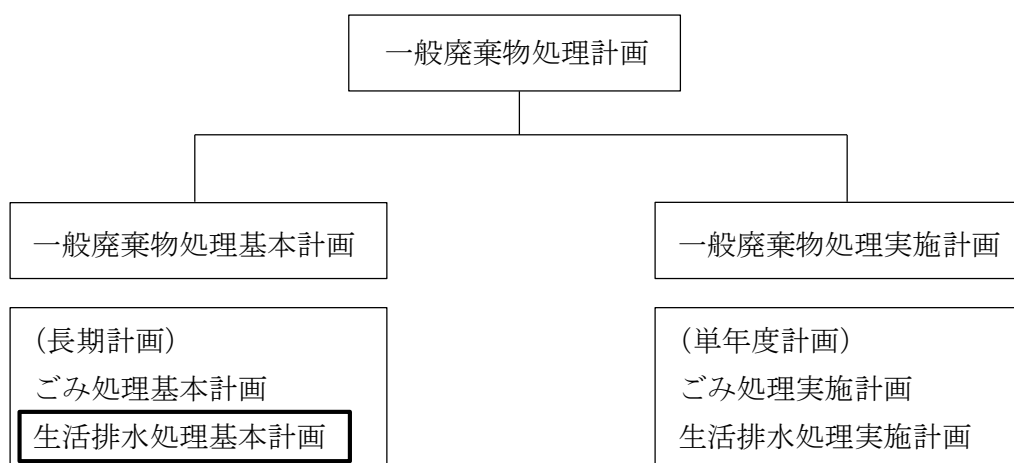 一般廃棄物処理計画
一般廃棄物処理基本計画
(長期計画)
ごみ処理基本計画
生活排水処理基本計画
一般廃棄物処理実施計画
(単年度計画)
ごみ処理実施計画
生活排水処理実施計画